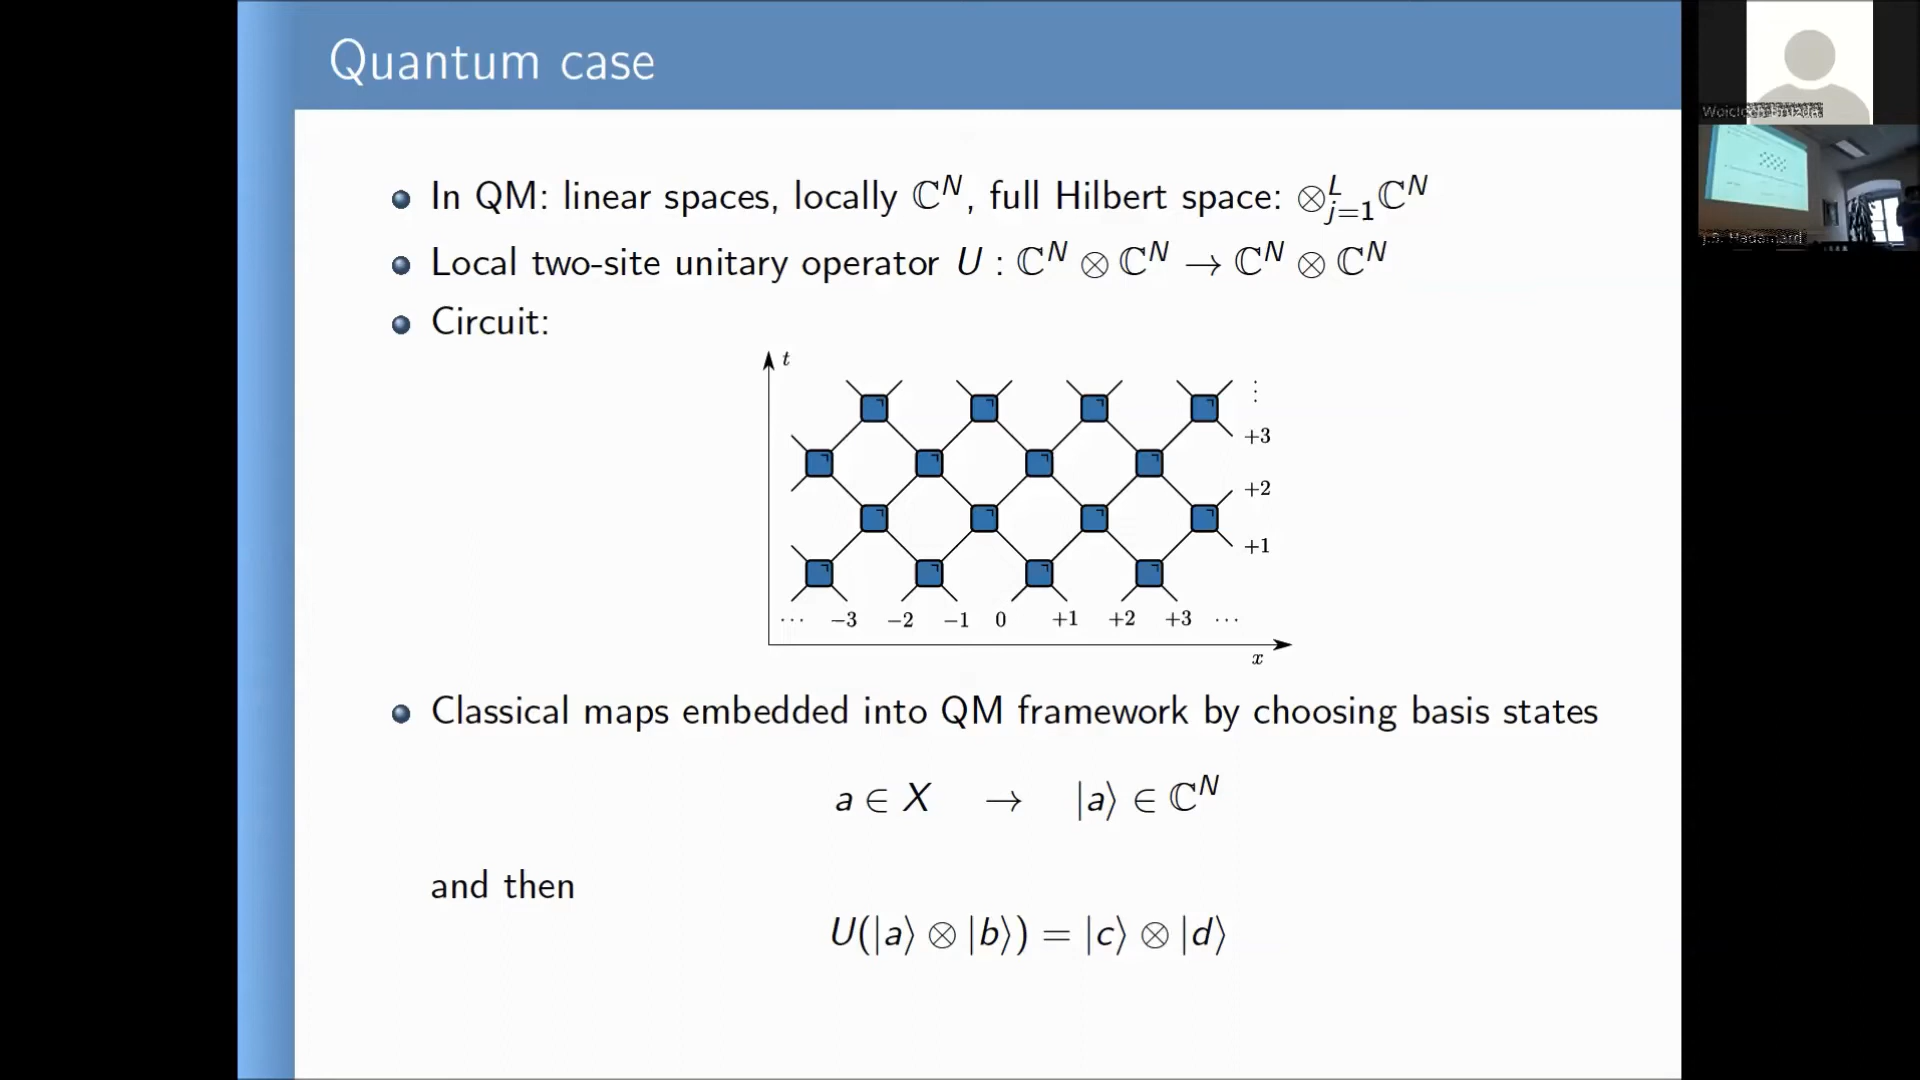 Quantum case
In QM: linear spaces, locally ℂ^N, full Hilbert space: ⊗_{j=1}^L ℂ^N
Local two-site unitary operator U : ℂ^N ⊗ ℂ^N → ℂ^N ⊗ ℂ^N
Circuit:
t
⋮
+3
+2
+1
⋯ −3 −2 −1 0 +1 +2 +3 ⋯
x
Classical maps embedded into QM framework by choosing basis states
a ∈ X → |a⟩ ∈ ℂ^N
and then
U(|a⟩ ⊗ |b⟩) = |c⟩ ⊗ |d⟩